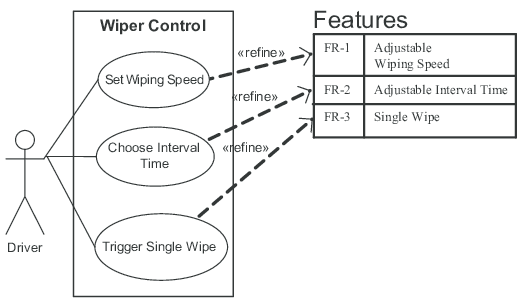 Wiper Control
Features
Set Wiping Speed
«refine»
FR-1
Adjustable
Wiping Speed
Choose Interval
Time
«refine»
FR-2
Adjustable Interval Time
Trigger Single Wipe
«refine»
FR-3
Single Wipe
Driver